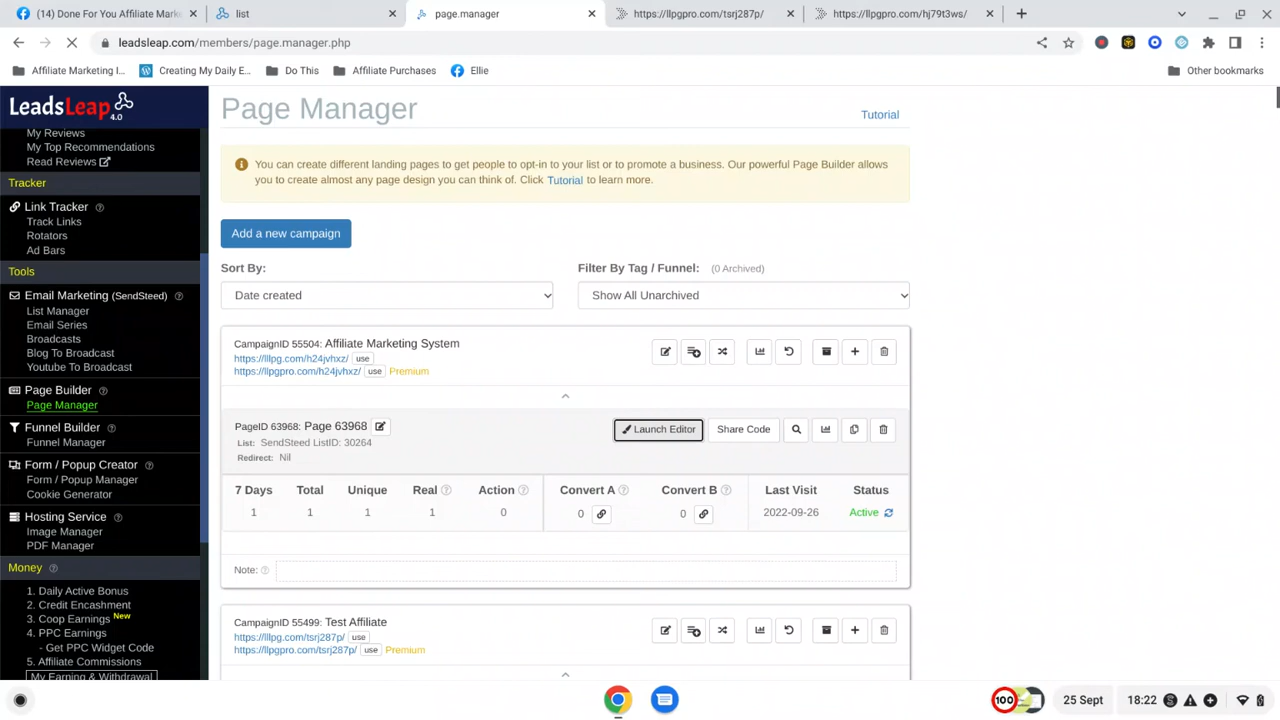 (14) Done For You Affiliate Mark
list
page.manager
https://llpgpro.com/tsrj287p/
https://llpgpro.com/hj79t3ws/
leadsleap.com/members/page.manager.php
Affiliate Marketing I...
Creating My Daily E...
Do This
Affiliate Purchases
Ellie
Other bookmarks
LeadsLeap 4.0
My Reviews
My Top Recommendations
Read Reviews
Tracker
Link Tracker
Track Links
Rotators
Ad Bars
Tools
Email Marketing (SendSteed)
List Manager
Email Series
Broadcasts
Blog To Broadcast
Youtube To Broadcast
Page Builder
Page Manager
Funnel Builder
Funnel Manager
Form / Popup Creator
Form / Popup Manager
Cookie Generator
Hosting Service
Image Manager
PDF Manager
Money
1. Daily Active Bonus
2. Credit Encashment
3. Coop Earnings New
4. PPC Earnings
- Get PPC Widget Code
5. Affiliate Commissions
My Earning & Withdrawal
Page Manager
Tutorial
You can create different landing pages to get people to opt-in to your list or to promote a business. Our powerful Page Builder allows
you to create almost any page design you can think of. Click Tutorial to learn more.
Add a new campaign
Sort By:
Filter By Tag / Funnel: (0 Archived)
Date created
Show All Unarchived
CampaignID 55504: Affiliate Marketing System
https://lllpg.com/h24jvhxz/ use
https://llpgpro.com/h24jvhxz/ use Premium
PageID 63968: Page 63968
List: SendSteed ListID: 30264
Redirect: Nil
Launch Editor
Share Code
7 Days Total Unique Real Action Convert A Convert B Last Visit Status
1 1 1 1 0 0 0 2022-09-26 Active
Note:
CampaignID 55499: Test Affiliate
https://lllpg.com/tsrj287p/ use
https://llpgpro.com/tsrj287p/ use Premium
100
25 Sept
18:22